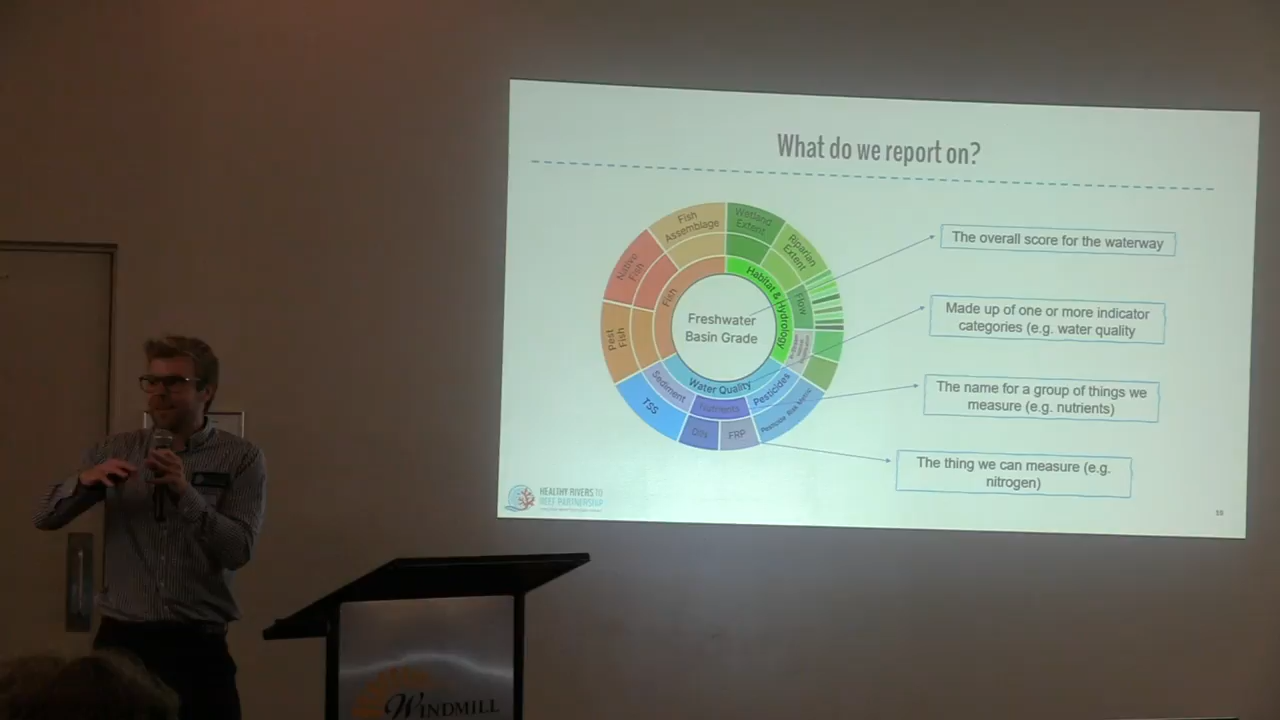 What do we report on?
Fish
Assemblage
Wetland
Extent
Riparian
Extent
Native
Fish
Fish
Habitat & Hydrology
Flow
Pest
Fish
Freshwater
Basin Grade
Water Quality
Sediment
Nutrients
Pesticides
TSS
DIN
FRP
Pesticide Risk Metric
The overall score for the waterway
Made up of one or more indicator
categories (e.g. water quality
The name for a group of things we
measure (e.g. nutrients)
The thing we can measure (e.g.
nitrogen)
HEALTHY RIVERS TO
REEF PARTNERSHIP
WINDMILL